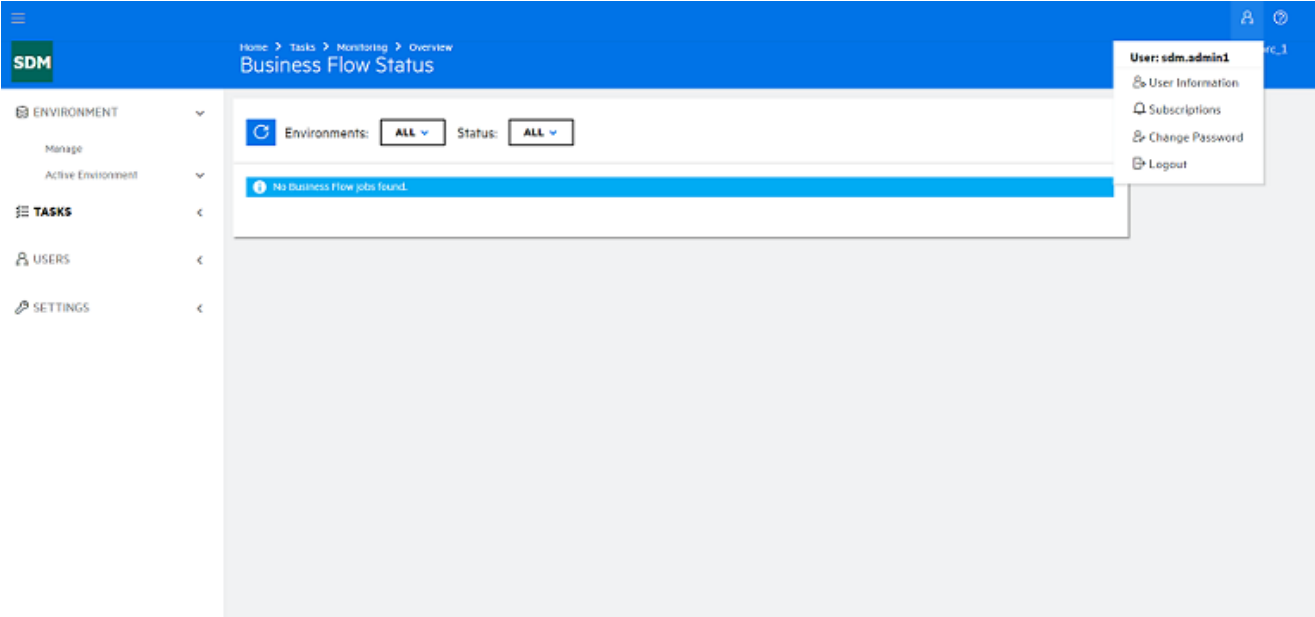 SDM
Home > Tasks > Monitoring > Overview
Business Flow Status
User: sdm.admin1
User Information
Subscriptions
Change Password
Logout
ENVIRONMENT
Manage
Active Environment
TASKS
USERS
SETTINGS
Environments: ALL Status: ALL
No Business Flow jobs found.